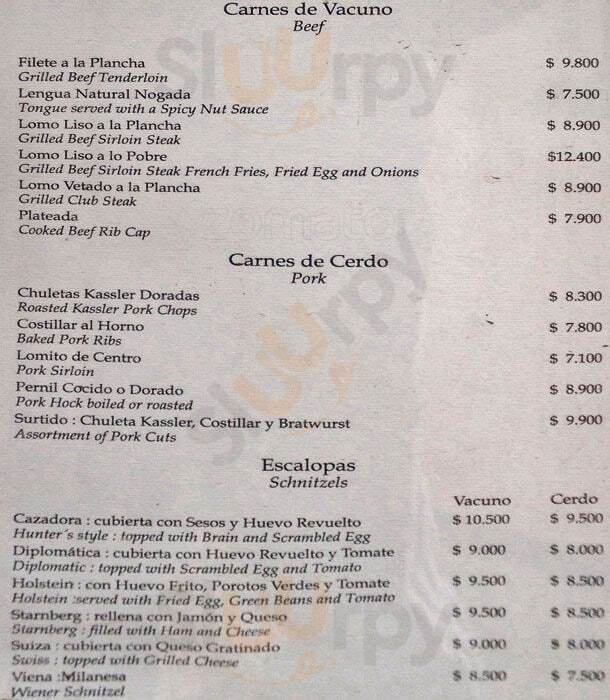 Carnes de Vacuno
Beef
Filete a la Plancha $ 9.800
Grilled Beef Tenderloin
Lengua Natural Nogada $ 7.500
Tongue served with a Spicy Nut Sauce
Lomo Liso a la Plancha $ 8.900
Grilled Beef Sirloin Steak
Lomo Liso a lo Pobre $12.400
Grilled Beef Sirloin Steak French Fries, Fried Egg and Onions
Lomo Vetado a la Plancha $ 8.900
Grilled Club Steak
Plateada $ 7.900
Cooked Beef Rib Cap
Carnes de Cerdo
Pork
Chuletas Kassler Doradas $ 8.300
Roasted Kassler Pork Chops
Costillar al Horno $ 7.800
Baked Pork Ribs
Lomito de Centro $ 7.100
Pork Sirloin
Pernil Cocido o Dorado $ 8.900
Pork Hock boiled or roasted
Surtido : Chuleta Kassler, Costillar y Bratwurst $ 9.900
Assortment of Pork Cuts
Escalopas
Schnitzels
Vacuno Cerdo
Cazadora : cubierta con Sesos y Huevo Revuelto $ 10.500 $ 9.500
Hunter´s style : topped with Brain and Scrambled Egg
Diplomática : cubierta con Huevo Revuelto y Tomate $ 9.000 $ 8.000
Diplomatic : topped with Scrambled Egg and Tomato
Holstein : con Huevo Frito, Porotos Verdes y Tomate $ 9.500 $ 8.500
Holstein :served with Fried Egg, Green Beans and Tomato
Starnberg : rellena con Jamón y Queso $ 9.500 $ 8.500
Starnberg : filled with Ham and Cheese
Suiza : cubierta con Queso Gratinado $ 9.000 $ 8.000
Swiss : topped with Grilled Cheese
Viena :Milanesa $ 8.500 $ 7.500
Wiener Schnitzel
Sluurpy
zomato
Sluurpy
Sluurpy